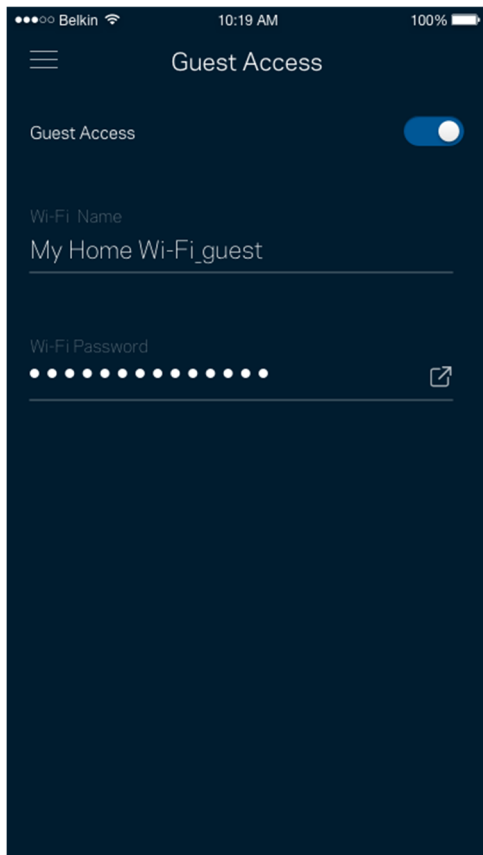 Belkin 10:19 AM 100%
Guest Access
Guest Access
Wi-Fi Name
My Home Wi-Fi_guest
Wi-Fi Password
●●●●●●●●●●●●●●